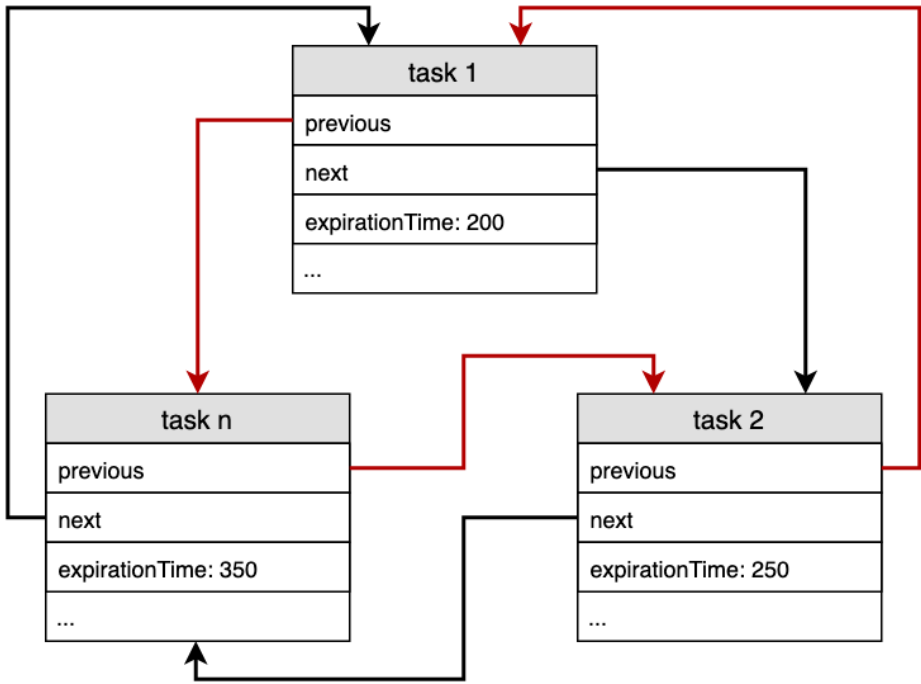 task 1
previous
next
expirationTime: 200
...
task n
previous
next
expirationTime: 350
...
task 2
previous
next
expirationTime: 250
...